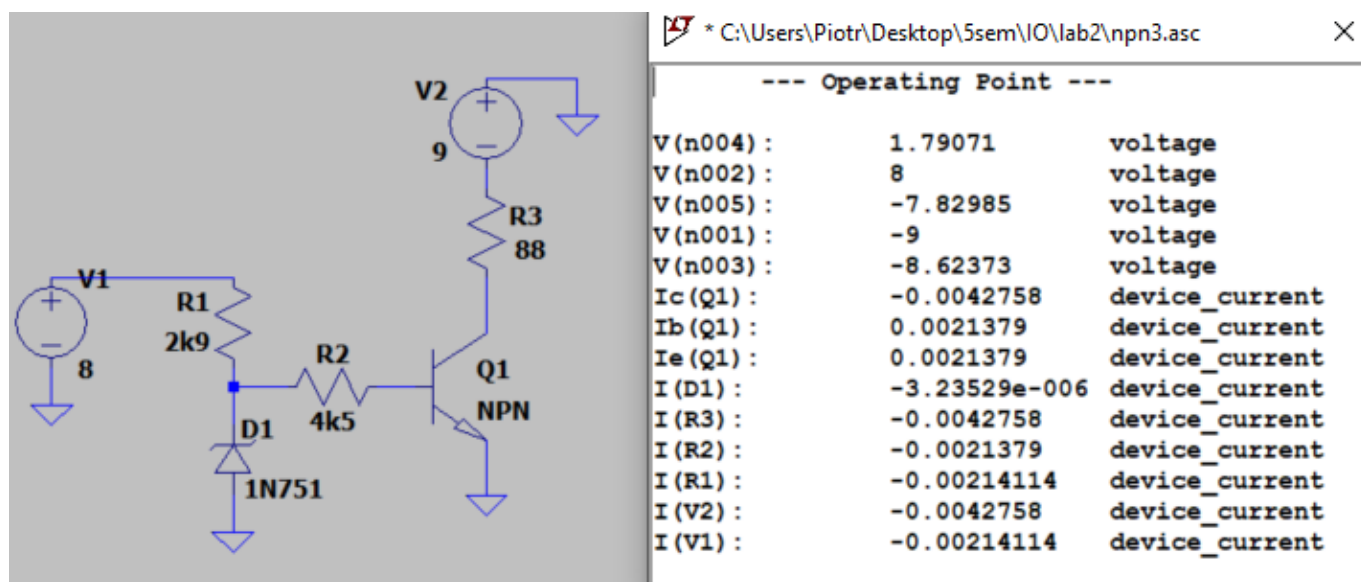 * C:\Users\Piotr\Desktop\5sem\IO\lab2\npn3.asc
--- Operating Point ---
V(n004): 1.79071 voltage
V(n002): 8 voltage
V(n005): -7.82985 voltage
V(n001): -9 voltage
V(n003): -8.62373 voltage
Ic(Q1): -0.0042758 device_current
Ib(Q1): 0.0021379 device_current
Ie(Q1): 0.0021379 device_current
I(D1): -3.23529e-006 device_current
I(R3): -0.0042758 device_current
I(R2): -0.0021379 device_current
I(R1): -0.00214114 device_current
I(V2): -0.0042758 device_current
I(V1): -0.00214114 device_current
V2
9
R3
88
V1
8
R1
2k9
R2
4k5
Q1
NPN
D1
1N751